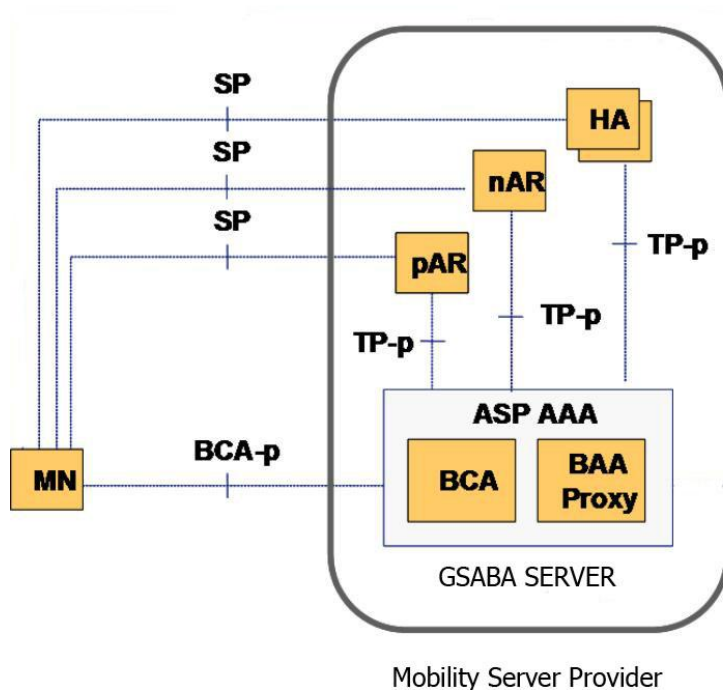 SP
HA
SP
nAR
SP
pAR
TP-p
TP-p
TP-p
ASP AAA
MN
BCA-p
BCA
BAA
Proxy
GSABA SERVER
Mobility Server Provider